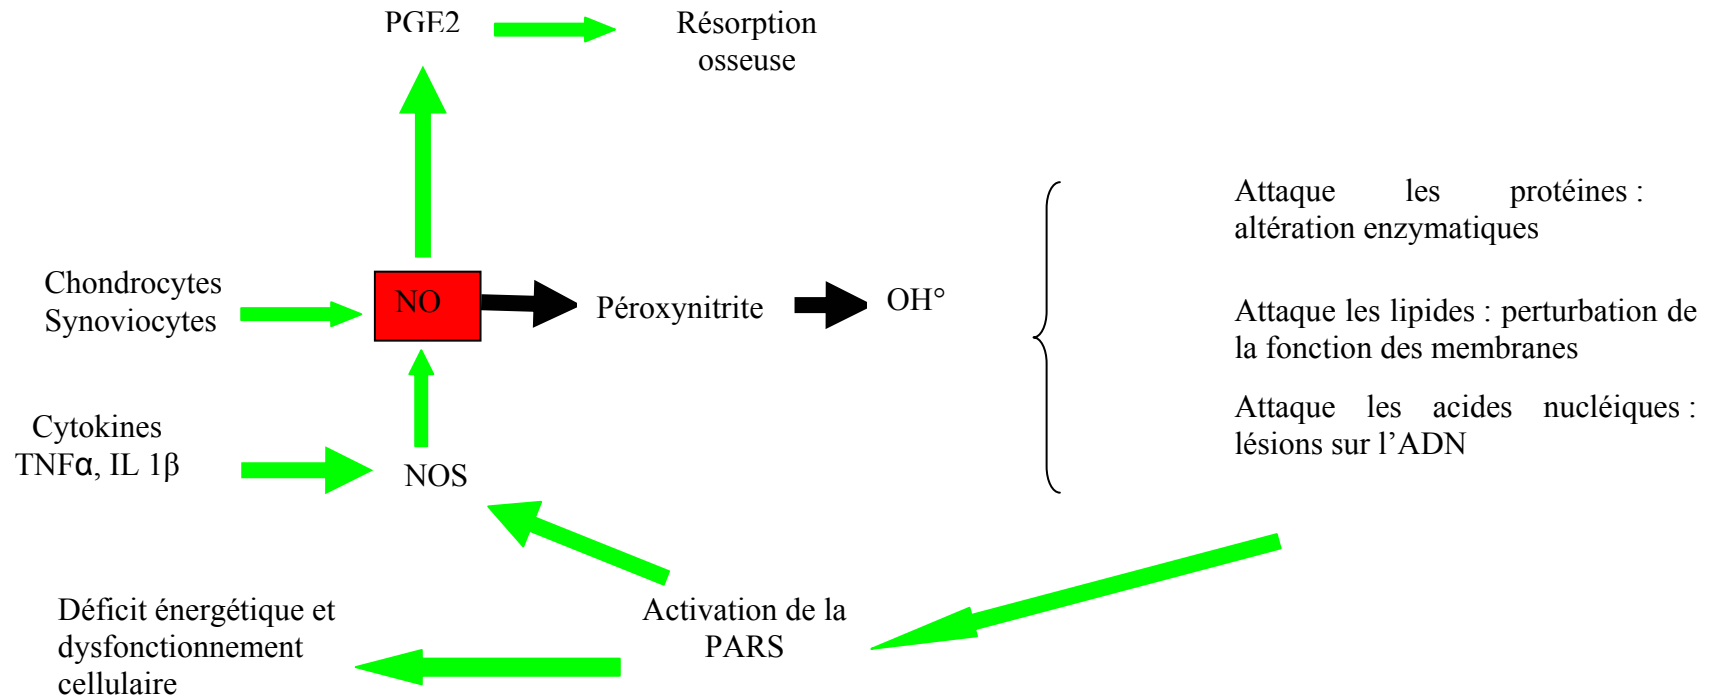 PGE2
Résorption
osseuse
Attaque les protéines :
altération enzymatiques
Chondrocytes
Synoviocytes
NO
Péroxynitrite
OH°
Attaque les lipides : perturbation de
la fonction des membranes
Attaque les acides nucléiques :
lésions sur l’ADN
Cytokines
TNFα, IL 1β
NOS
Activation de la
PARS
Déficit énergétique et
dysfonctionnement
cellulaire